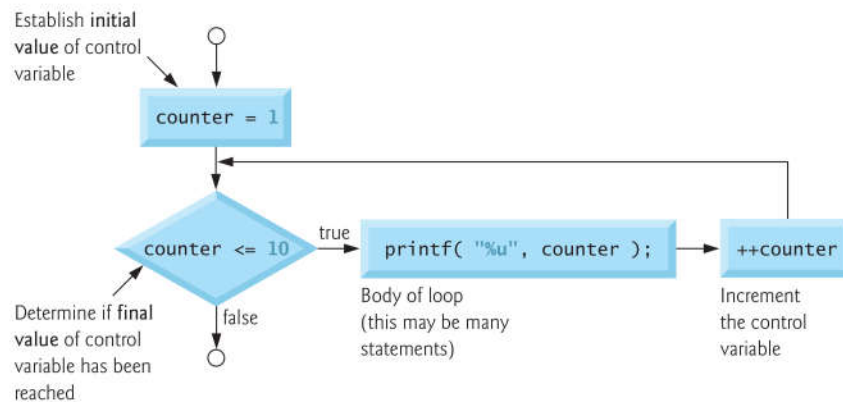 Establish initial
value of control
variable
counter = 1
counter <= 10
true
printf( "%u", counter );
++counter
Body of loop
(this may be many
statements)
Increment
the control
variable
false
Determine if final
value of control
variable has been
reached